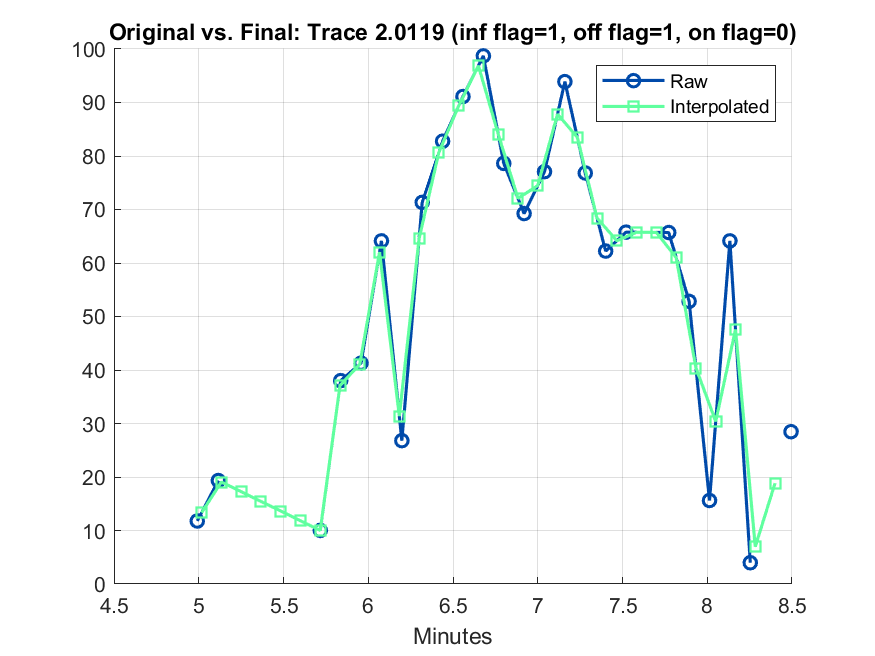 Original vs. Final: Trace 2.0119 (inf flag=1, off flag=1, on flag=0)
100
90
80
70
60
50
40
30
20
10
0
4.5 5 5.5 6 6.5 7 7.5 8 8.5
Minutes
Raw
Interpolated